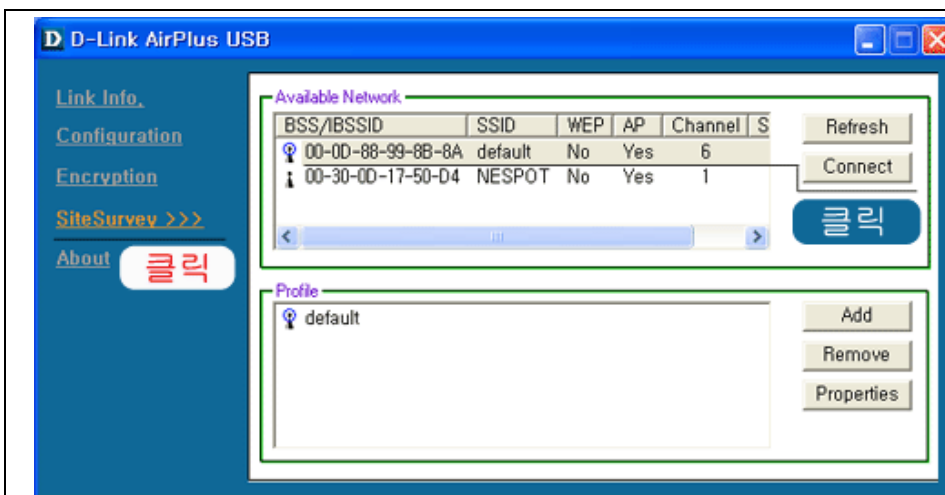 D-Link AirPlus USB
Link Info.
Configuration
Encryption
SiteSurvey >>>
About
클릭
Available Network
BSS/IBSSID SSID WEP AP Channel S
00-0D-88-99-8B-8A default No Yes 6
00-30-0D-17-50-D4 NESPOT No Yes 1
Refresh
Connect
클릭
Profile
default
Add
Remove
Properties